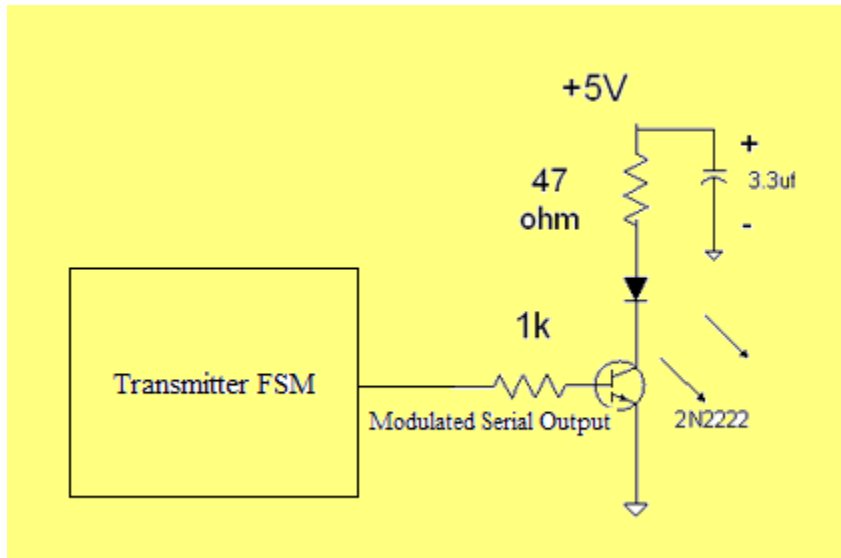 +5V
47
ohm
+
3.3uf
-
1k
Transmitter FSM
Modulated Serial Output
2N2222